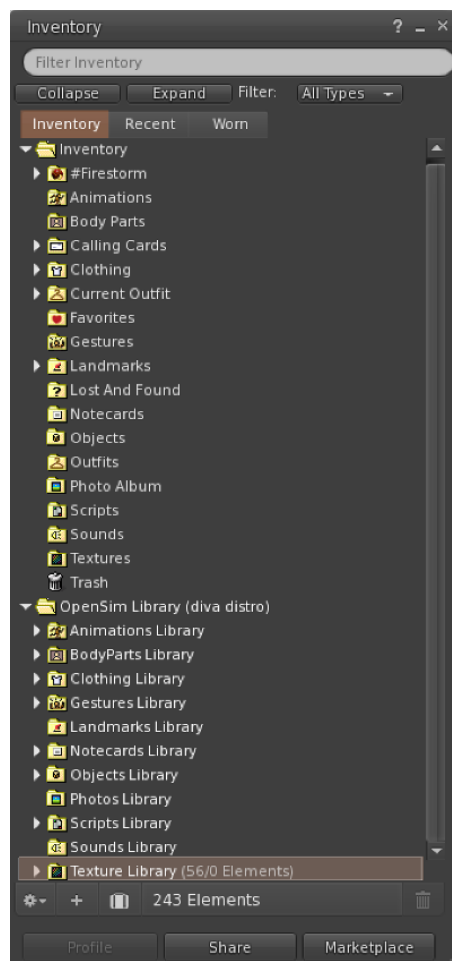 Inventory ? _ ×
Filter Inventory
Collapse Expand Filter: All Types
Inventory Recent Worn
Inventory
#Firestorm
Animations
Body Parts
Calling Cards
Clothing
Current Outfit
Favorites
Gestures
Landmarks
Lost And Found
Notecards
Objects
Outfits
Photo Album
Scripts
Sounds
Textures
Trash
OpenSim Library (diva distro)
Animations Library
BodyParts Library
Clothing Library
Gestures Library
Landmarks Library
Notecards Library
Objects Library
Photos Library
Scripts Library
Sounds Library
Texture Library (56/0 Elements)
+ 243 Elements
Profile Share Marketplace